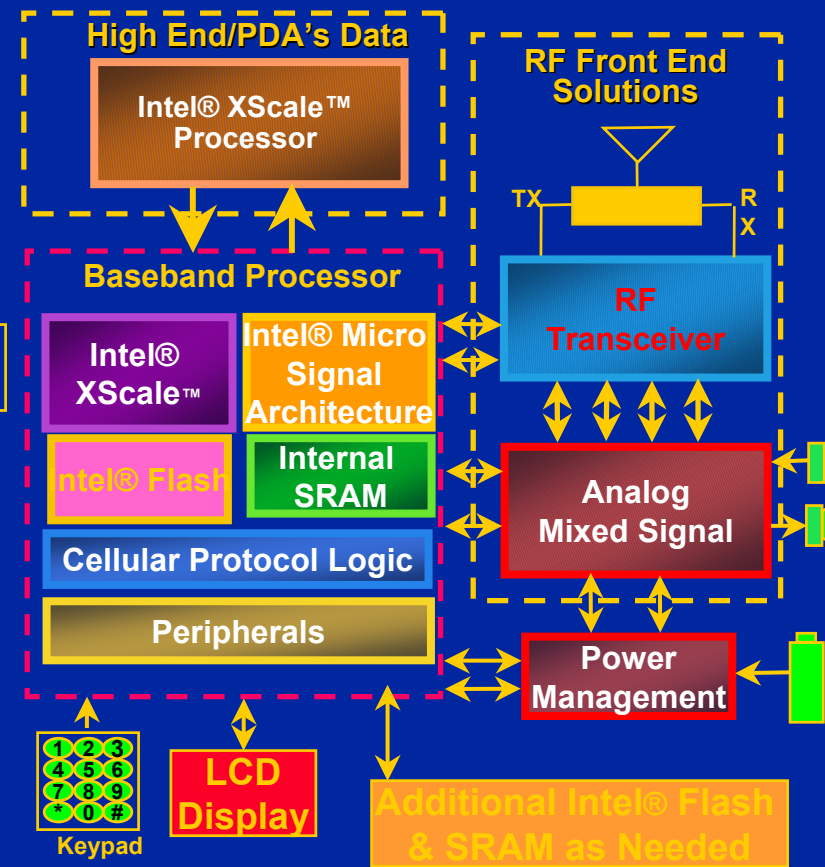 High End/PDA's Data
Intel® XScale™
Processor
RF Front End
Solutions
TX
R
X
Baseband Processor
Intel®
XScale™
Intel® Micro
Signal
Architecture
Intel® Flash
Internal
SRAM
Cellular Protocol Logic
Peripherals
RF
Transceiver
Analog
Mixed Signal
Power
Management
1 2 3
4 5 6
7 8 9
* 0 #
Keypad
LCD
Display
Additional Intel® Flash
& SRAM as Needed